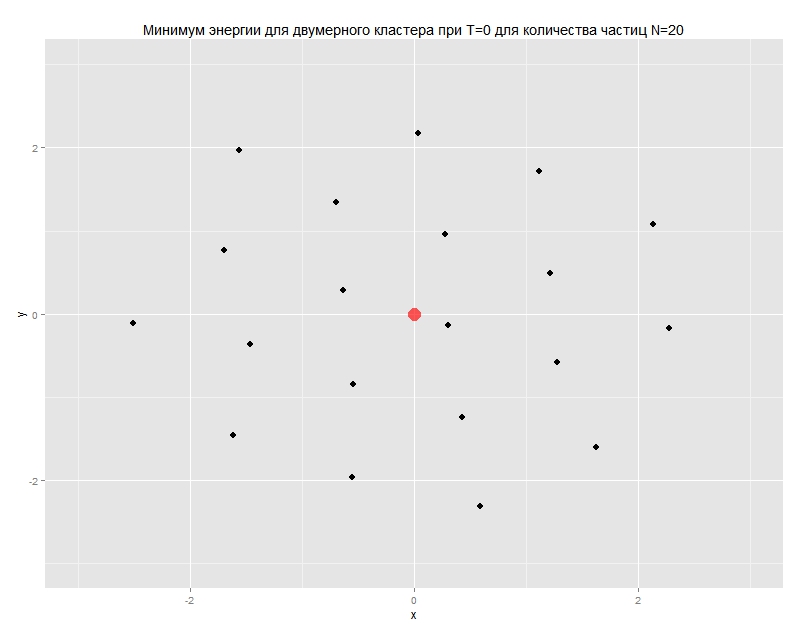 Минимум энергии для двумерного кластера при T=0 для количества частиц N=20
2
y 0
-2
-2 0 2
x